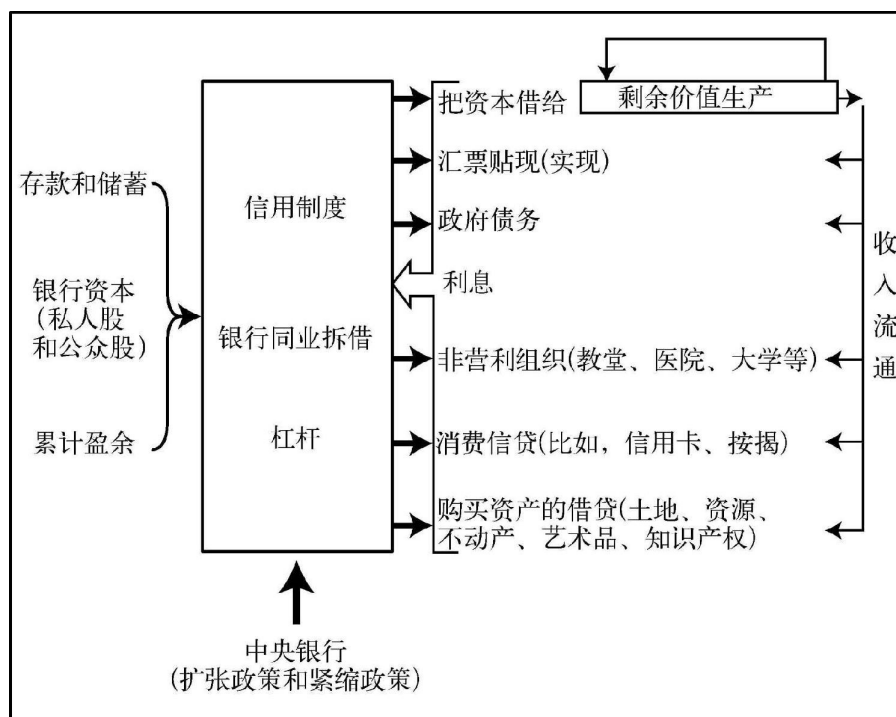 存款和储蓄
银行资本
(私人股
和公众股)
累计盈余
信用制度
银行同业拆借
杠杆
中央银行
(扩张政策和紧缩政策)
把资本借给
剩余价值生产
汇票贴现(实现)
政府债务
利息
非营利组织(教堂、医院、大学等)
消费信贷(比如，信用卡、按揭)
购买资产的借贷(土地、资源、
不动产、艺术品、知识产权)
收
入
流
通